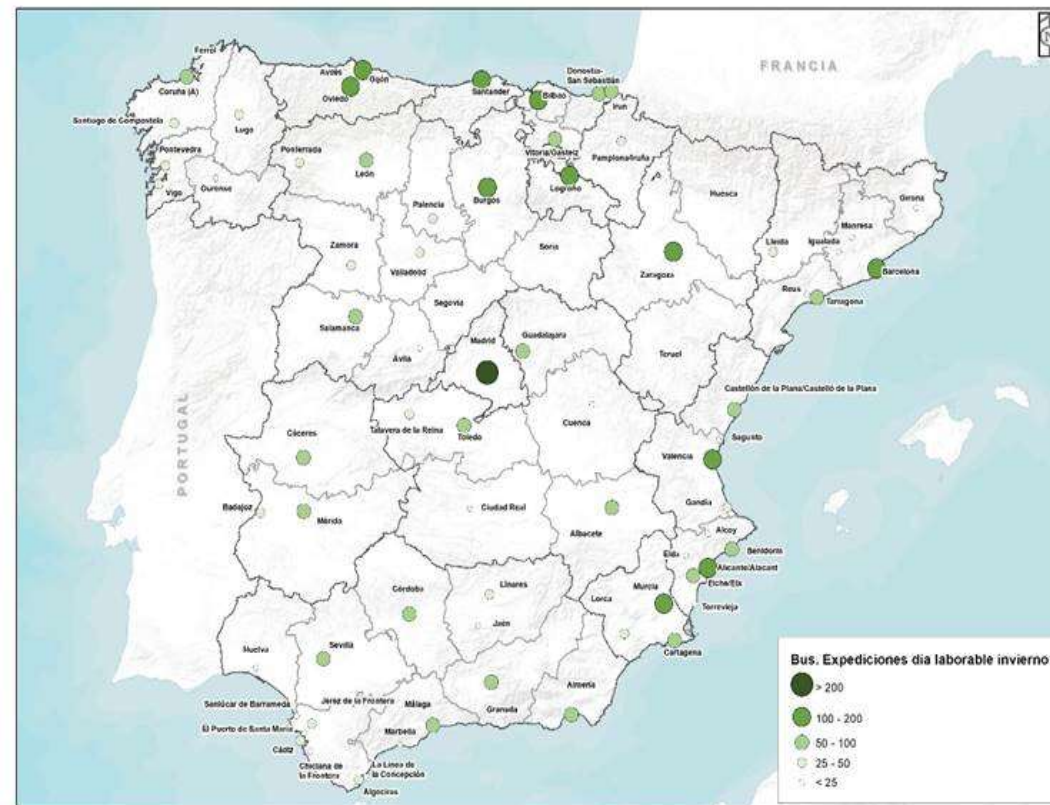 Ferrol
Coruña (A)
Santiago de Compostela
Lugo
Pontevedra
Vigo
Ourense
Avilés
Gijón
Oviedo
Santander
Bilbao
Donostia-
San Sebastián
Irun
FRANCIA
Ponferrada
León
Palencia
Burgos
Vitoria/Gasteiz
Pamplona/Iruña
Logroño
Huesca
Girona
Manresa
Igualada
Lleida
Barcelona
Zamora
Valladolid
Soria
Zaragoza
Reus
Tarragona
Segovia
Salamanca
Ávila
Madrid
Guadalajara
Teruel
Castellón de la Plana/Castelló de la Plana
PORTUGAL
Cáceres
Talavera de la Reina
Toledo
Cuenca
Sagunto
Valencia
Gandia
Badajoz
Mérida
Ciudad Real
Albacete
Alcoy
Benidorm
Elda
Alicante/Alacant
Elche/Elx
Córdoba
Linares
Murcia
Lorca
Torrevieja
Jaén
Cartagena
Huelva
Sevilla
Jerez de la Frontera
Málaga
Granada
Almería
Sanlúcar de Barrameda
El Puerto de Santa María
Marbella
Cádiz
Chiclana de
la Frontera
La Línea de
la Concepción
Algeciras
Bus. Expediciones día laborable invierno
> 200
100 - 200
50 - 100
25 - 50
< 25